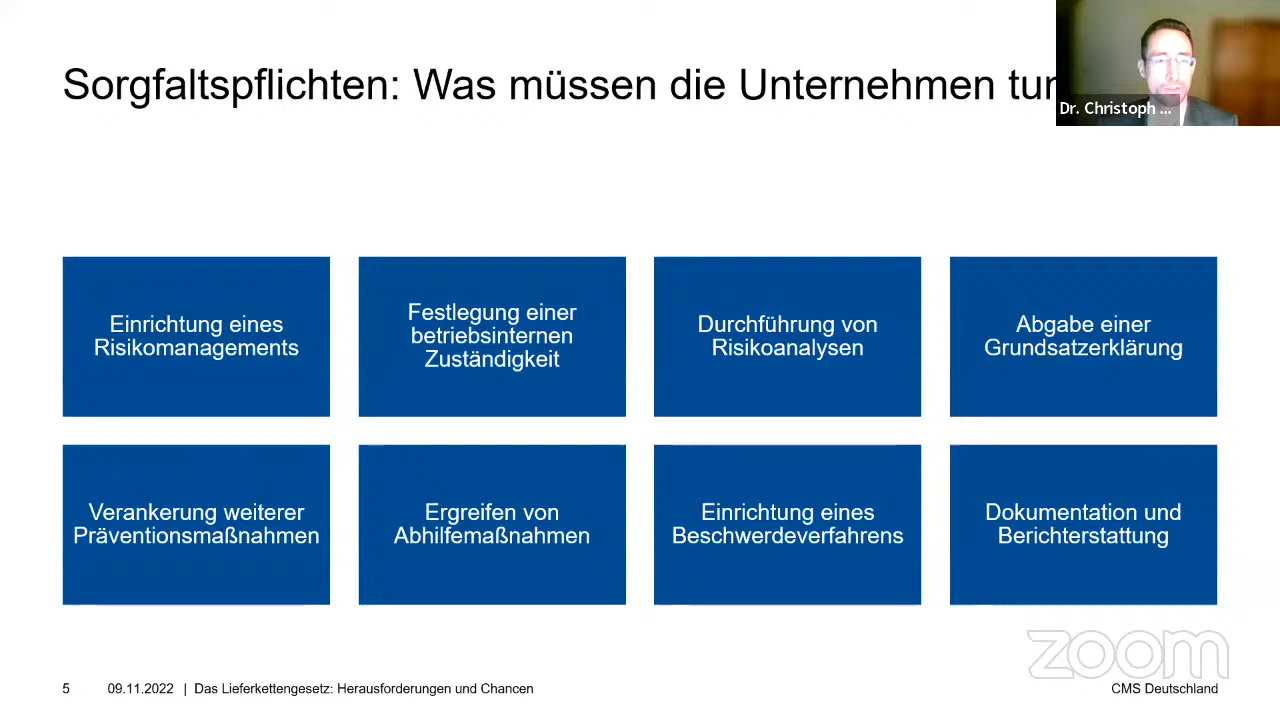 Sorgfaltspflichten: Was müssen die Unternehmen tun
Dr. Christoph ...
Einrichtung eines
Risikomanagements
Festlegung einer
betriebsinternen
Zuständigkeit
Durchführung von
Risikoanalysen
Abgabe einer
Grundsatzerklärung
Verankerung weiterer
Präventionsmaßnahmen
Ergreifen von
Abhilfemaßnahmen
Einrichtung eines
Beschwerdeverfahrens
Dokumentation und
Berichterstattung
zoom
5 09.11.2022 | Das Lieferkettengesetz: Herausforderungen und Chancen
CMS Deutschland